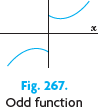 x
Fig. 267.
Odd function